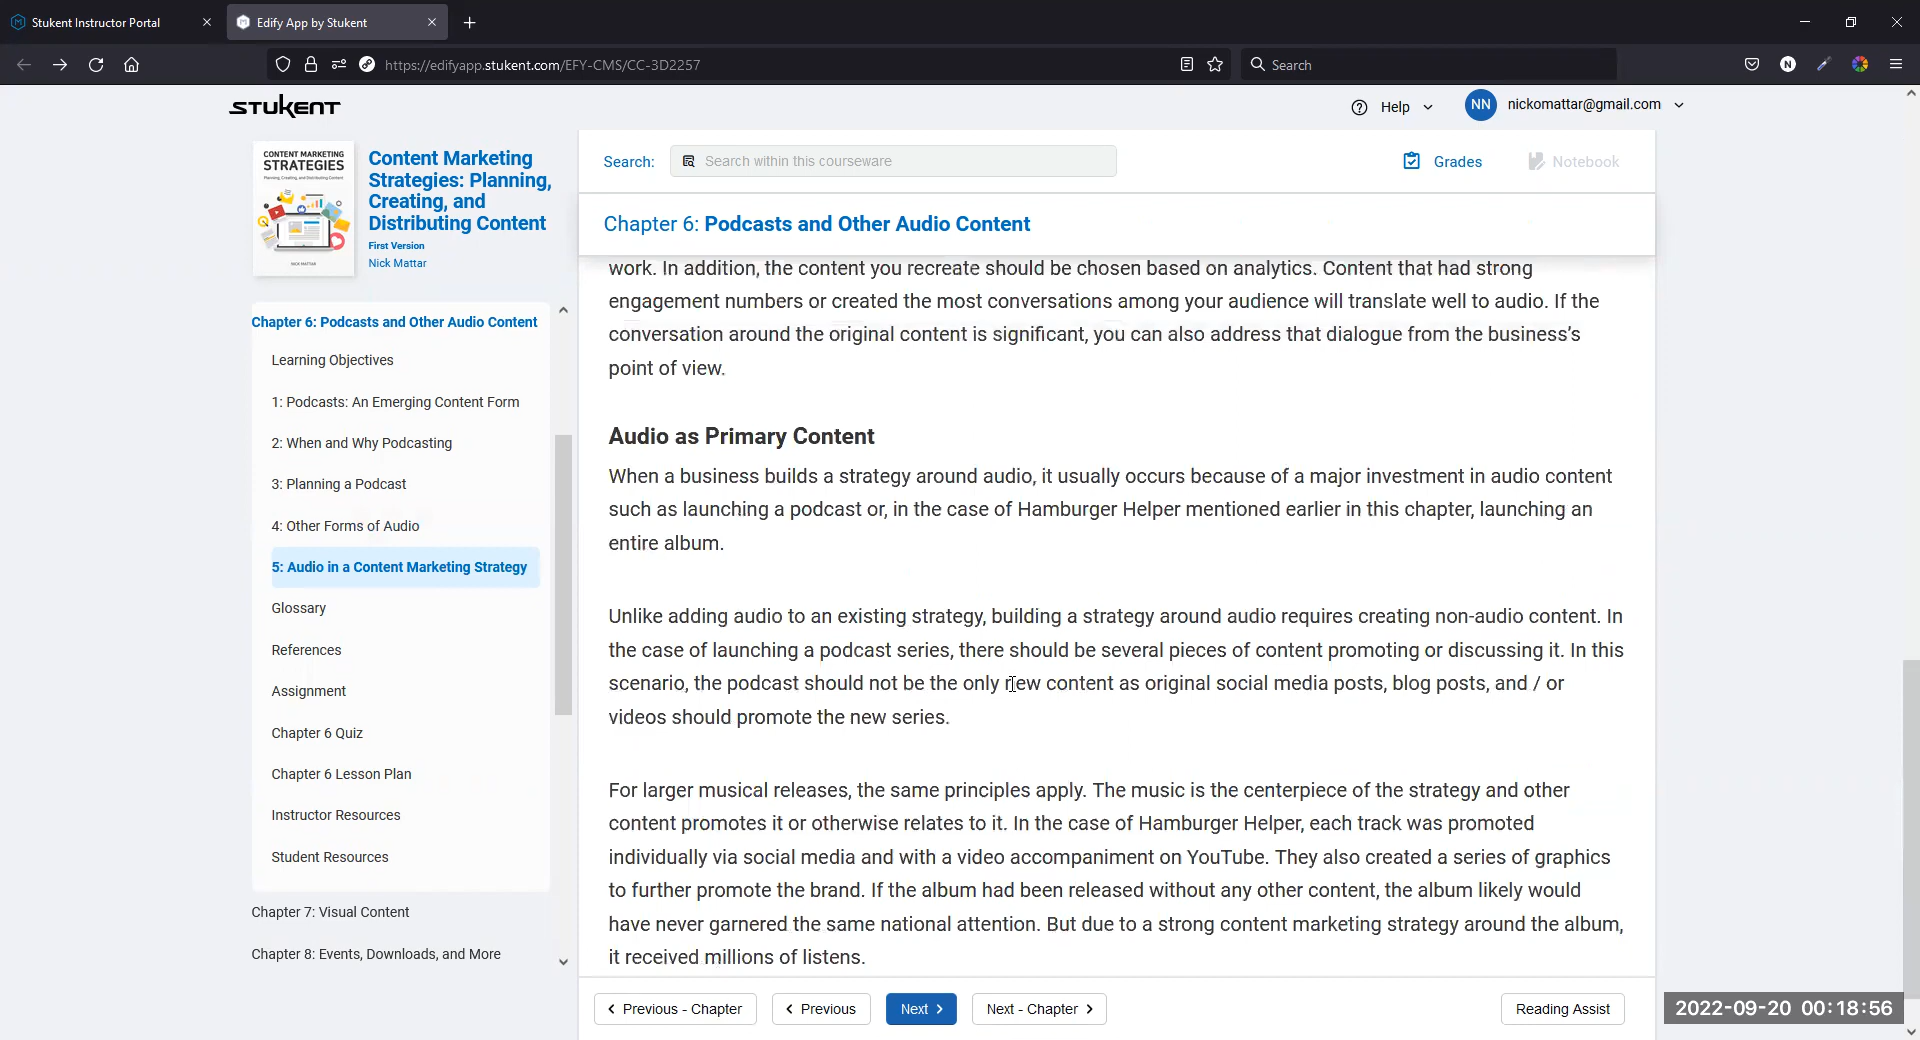 Stukent Instructor Portal
Edify App by Stukent
https://edifyapp.stukent.com/EFY-CMS/CC-3D2257
Search
N
STUKENT
Help
NN
nickomattar@gmail.com
CONTENT MARKETING
STRATEGIES
Planning, Creating, and Distributing Content
NICK MATTAR
Content Marketing
Strategies: Planning,
Creating, and
Distributing Content
First Version
Nick Mattar
Search:
Search within this courseware
Grades
Notebook
Chapter 6: Podcasts and Other Audio Content
Chapter 6: Podcasts and Other Audio Content
Learning Objectives
1: Podcasts: An Emerging Content Form
2: When and Why Podcasting
3: Planning a Podcast
4: Other Forms of Audio
5: Audio in a Content Marketing Strategy
Glossary
References
Assignment
Chapter 6 Quiz
Chapter 6 Lesson Plan
Instructor Resources
Student Resources
Chapter 7: Visual Content
Chapter 8: Events, Downloads, and More
work. In addition, the content you recreate should be chosen based on analytics. Content that had strong
engagement numbers or created the most conversations among your audience will translate well to audio. If the
conversation around the original content is significant, you can also address that dialogue from the business's
point of view.
Audio as Primary Content
When a business builds a strategy around audio, it usually occurs because of a major investment in audio content
such as launching a podcast or, in the case of Hamburger Helper mentioned earlier in this chapter, launching an
entire album.
Unlike adding audio to an existing strategy, building a strategy around audio requires creating non-audio content. In
the case of launching a podcast series, there should be several pieces of content promoting or discussing it. In this
scenario, the podcast should not be the only new content as original social media posts, blog posts, and / or
videos should promote the new series.
For larger musical releases, the same principles apply. The music is the centerpiece of the strategy and other
content promotes it or otherwise relates to it. In the case of Hamburger Helper, each track was promoted
individually via social media and with a video accompaniment on YouTube. They also created a series of graphics
to further promote the brand. If the album had been released without any other content, the album likely would
have never garnered the same national attention. But due to a strong content marketing strategy around the album,
it received millions of listens.
Previous - Chapter
Previous
Next
Next - Chapter
Reading Assist
2022-09-20 00:18:56